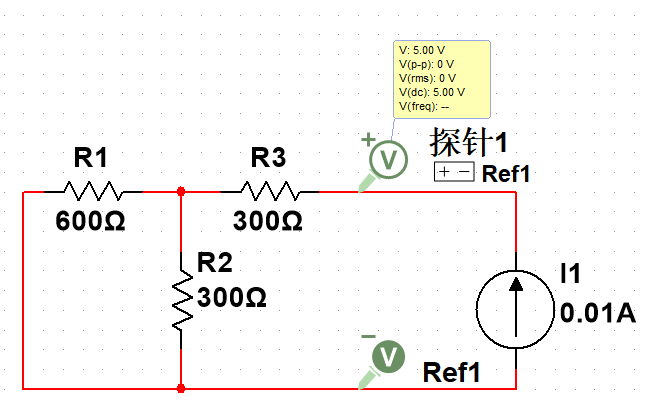 V: 5.00 V
V(p-p): 0 V
V(rms): 0 V
V(dc): 5.00 V
V(freq): --
+
V
探针1
+ −
Ref1
R1
600Ω
R3
300Ω
R2
300Ω
I1
0.01A
−
V
Ref1